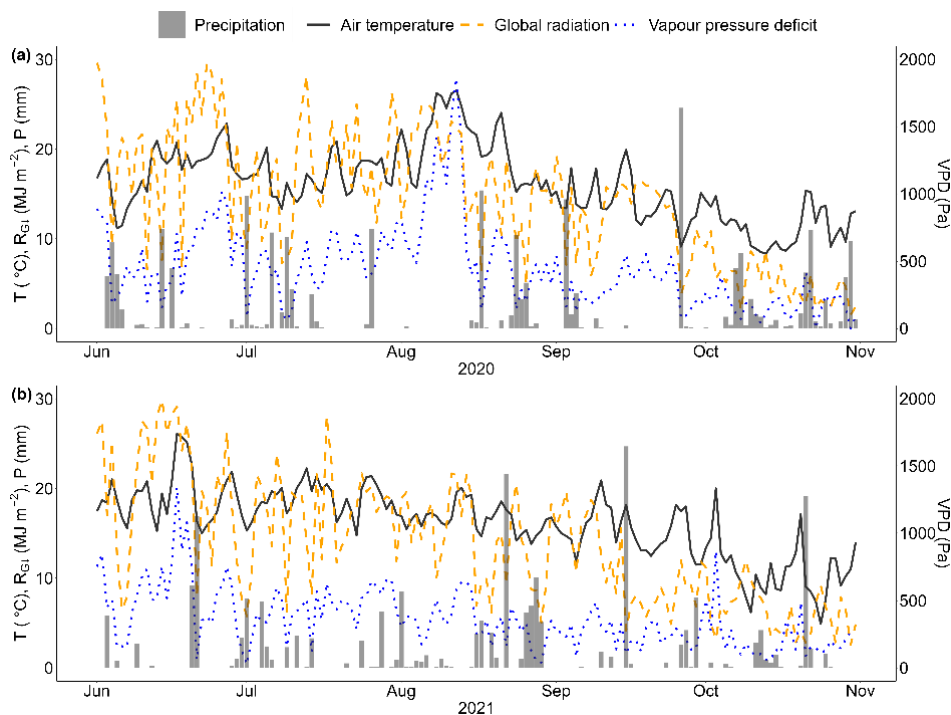 Precipitation Air temperature Global radiation Vapour pressure deficit
(a)
30
20
10
0
T (°C), R_Gl (MJ m⁻²), P (mm)
2000
1500
1000
500
0
VPD (Pa)
Jun Jul Aug Sep Oct Nov
2020
(b)
30
20
10
0
T (°C), R_Gl (MJ m⁻²), P (mm)
2000
1500
1000
500
0
VPD (Pa)
Jun Jul Aug Sep Oct Nov
2021